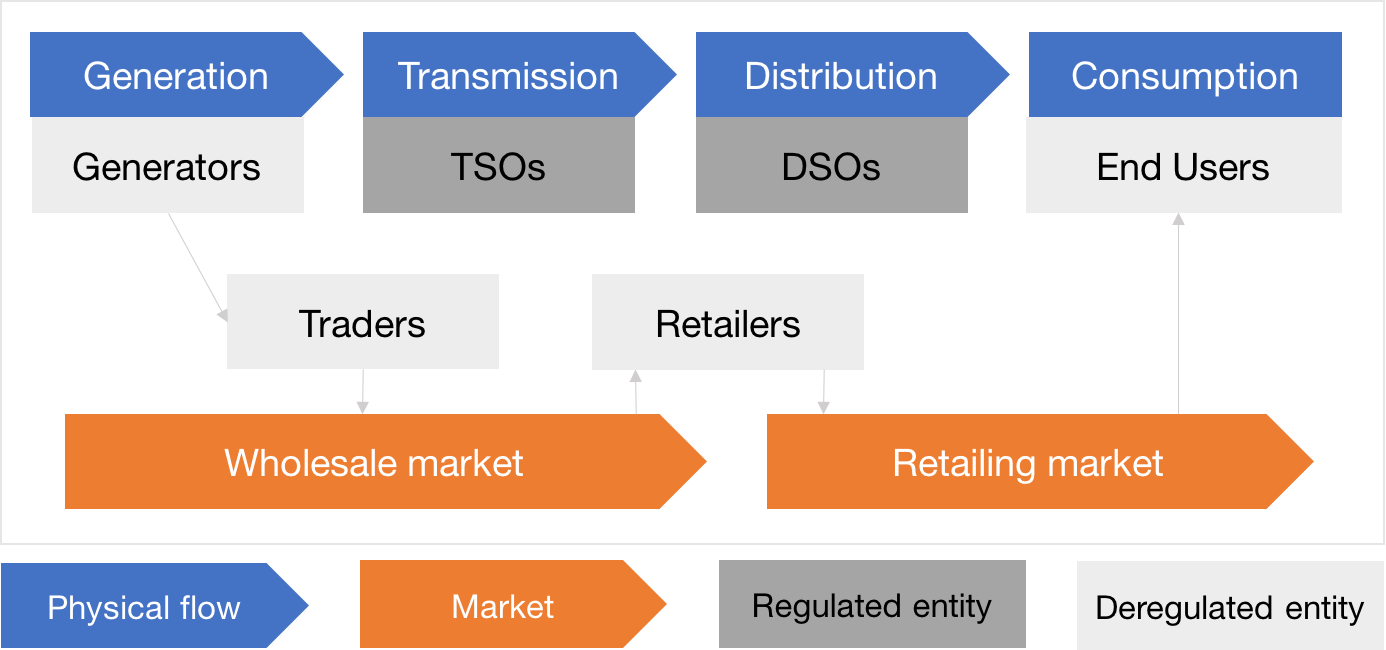 Generation
Transmission
Distribution
Consumption
Generators
TSOs
DSOs
End Users
Traders
Retailers
Wholesale market
Retailing market
Physical flow
Market
Regulated entity
Deregulated entity